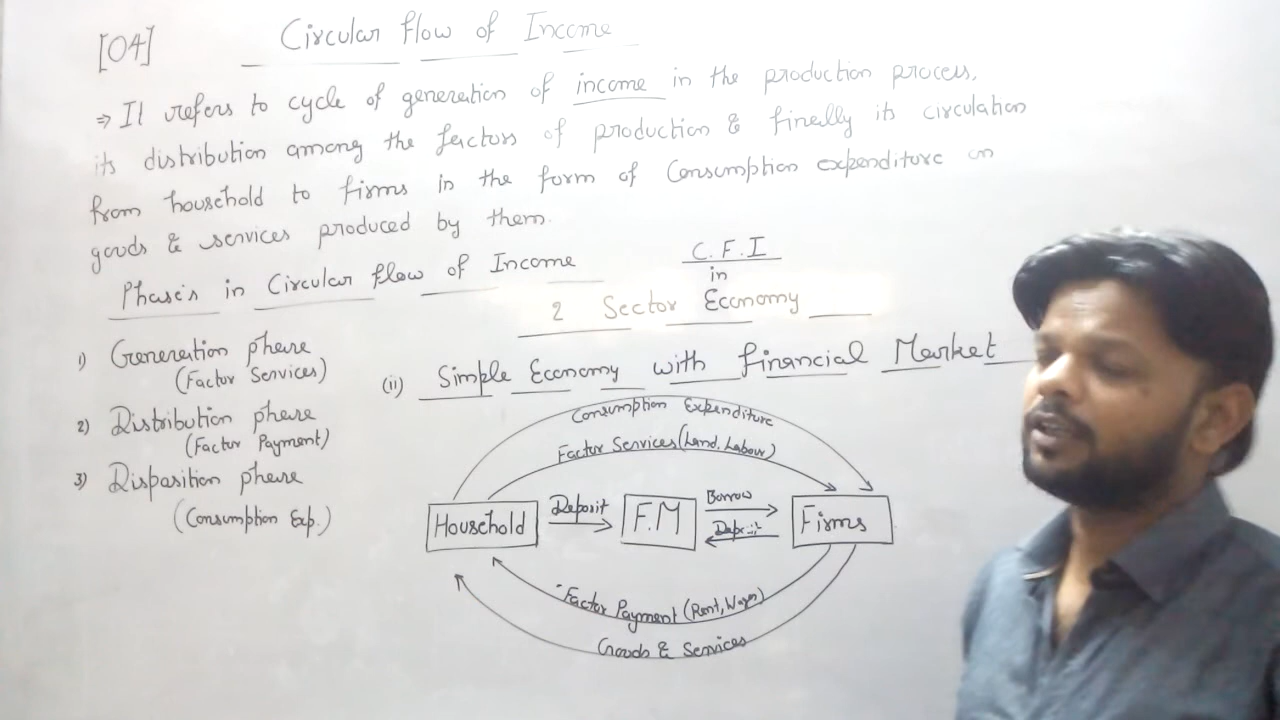 [04]
Circular flow of Income
⇒ It refers to cycle of generation of income in the production process,
its distribution among the factors of production & finally its circulation
from household to firms in the form of Consumption expenditure on
goods & services produced by them.
Phase's in Circular flow of Income
1) Generation phase
(Factor Services)
2) Distribution phase
(Factor Payment)
3) Disposition phase
(Consumption Exp.)
C.F.I
in
2 Sector Economy
(ii) Simple Economy with financial Market
Consumption Expenditure
Factor Services (Land, Labour)
Household
Deposit
F.M
Borrow
Deposit
Firms
Factor Payment (Rent, Wages)
Goods & Services